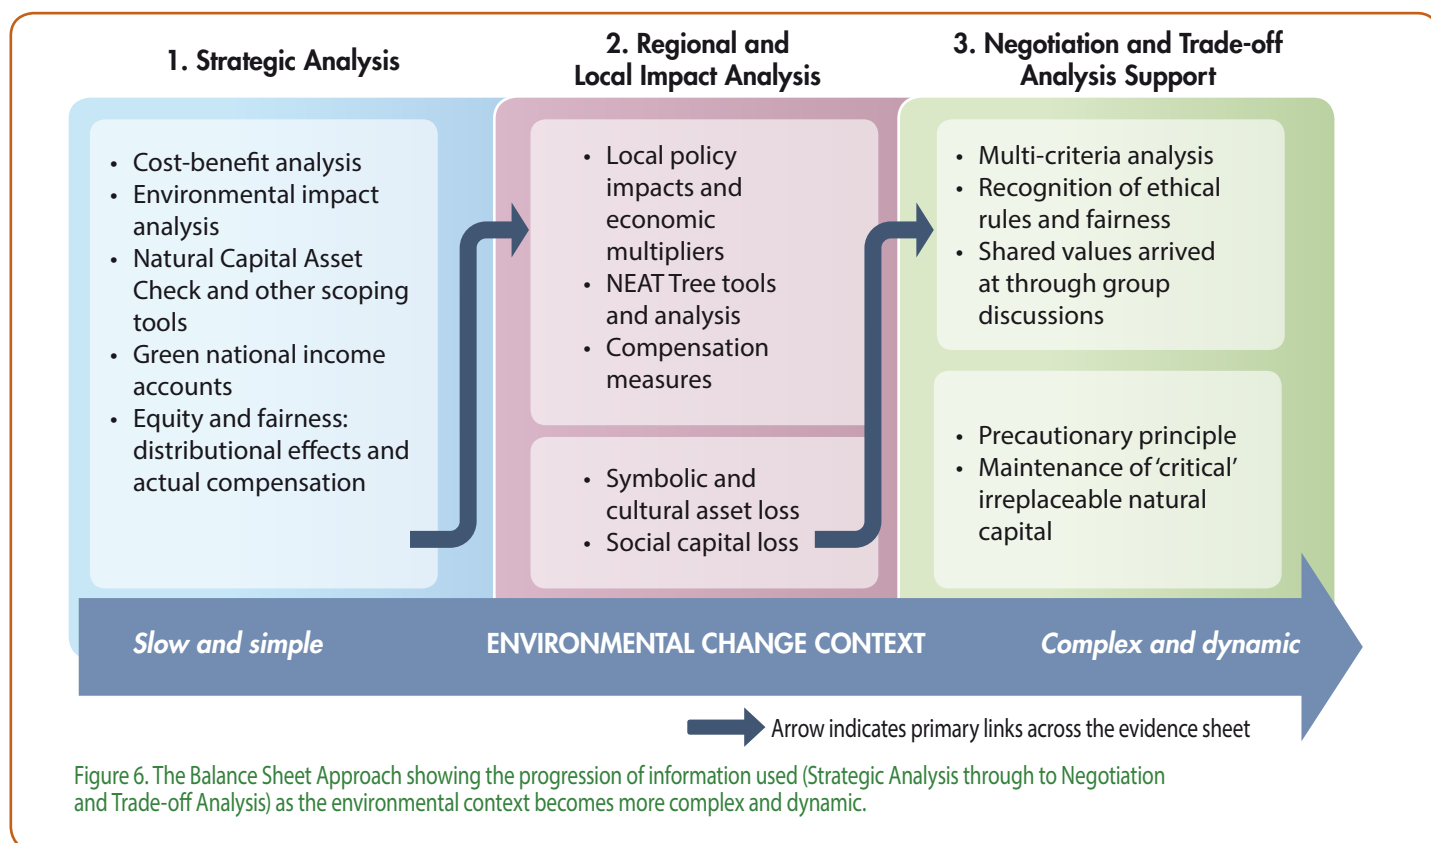 1. Strategic Analysis
• Cost-benefit analysis
• Environmental impact
analysis
• Natural Capital Asset
Check and other scoping
tools
• Green national income
accounts
• Equity and fairness:
distributional effects and
actual compensation
2. Regional and
Local Impact Analysis
• Local policy
impacts and
economic
multipliers
• NEAT Tree tools
and analysis
• Compensation
measures
• Symbolic and
cultural asset loss
• Social capital loss
3. Negotiation and Trade-off
Analysis Support
• Multi-criteria analysis
• Recognition of ethical
rules and fairness
• Shared values arrived
at through group
discussions
• Precautionary principle
• Maintenance of ‘critical’
irreplaceable natural
capital
Slow and simple
ENVIRONMENTAL CHANGE CONTEXT
Complex and dynamic
Arrow indicates primary links across the evidence sheet
Figure 6. The Balance Sheet Approach showing the progression of information used (Strategic Analysis through to Negotiation
and Trade-off Analysis) as the environmental context becomes more complex and dynamic.